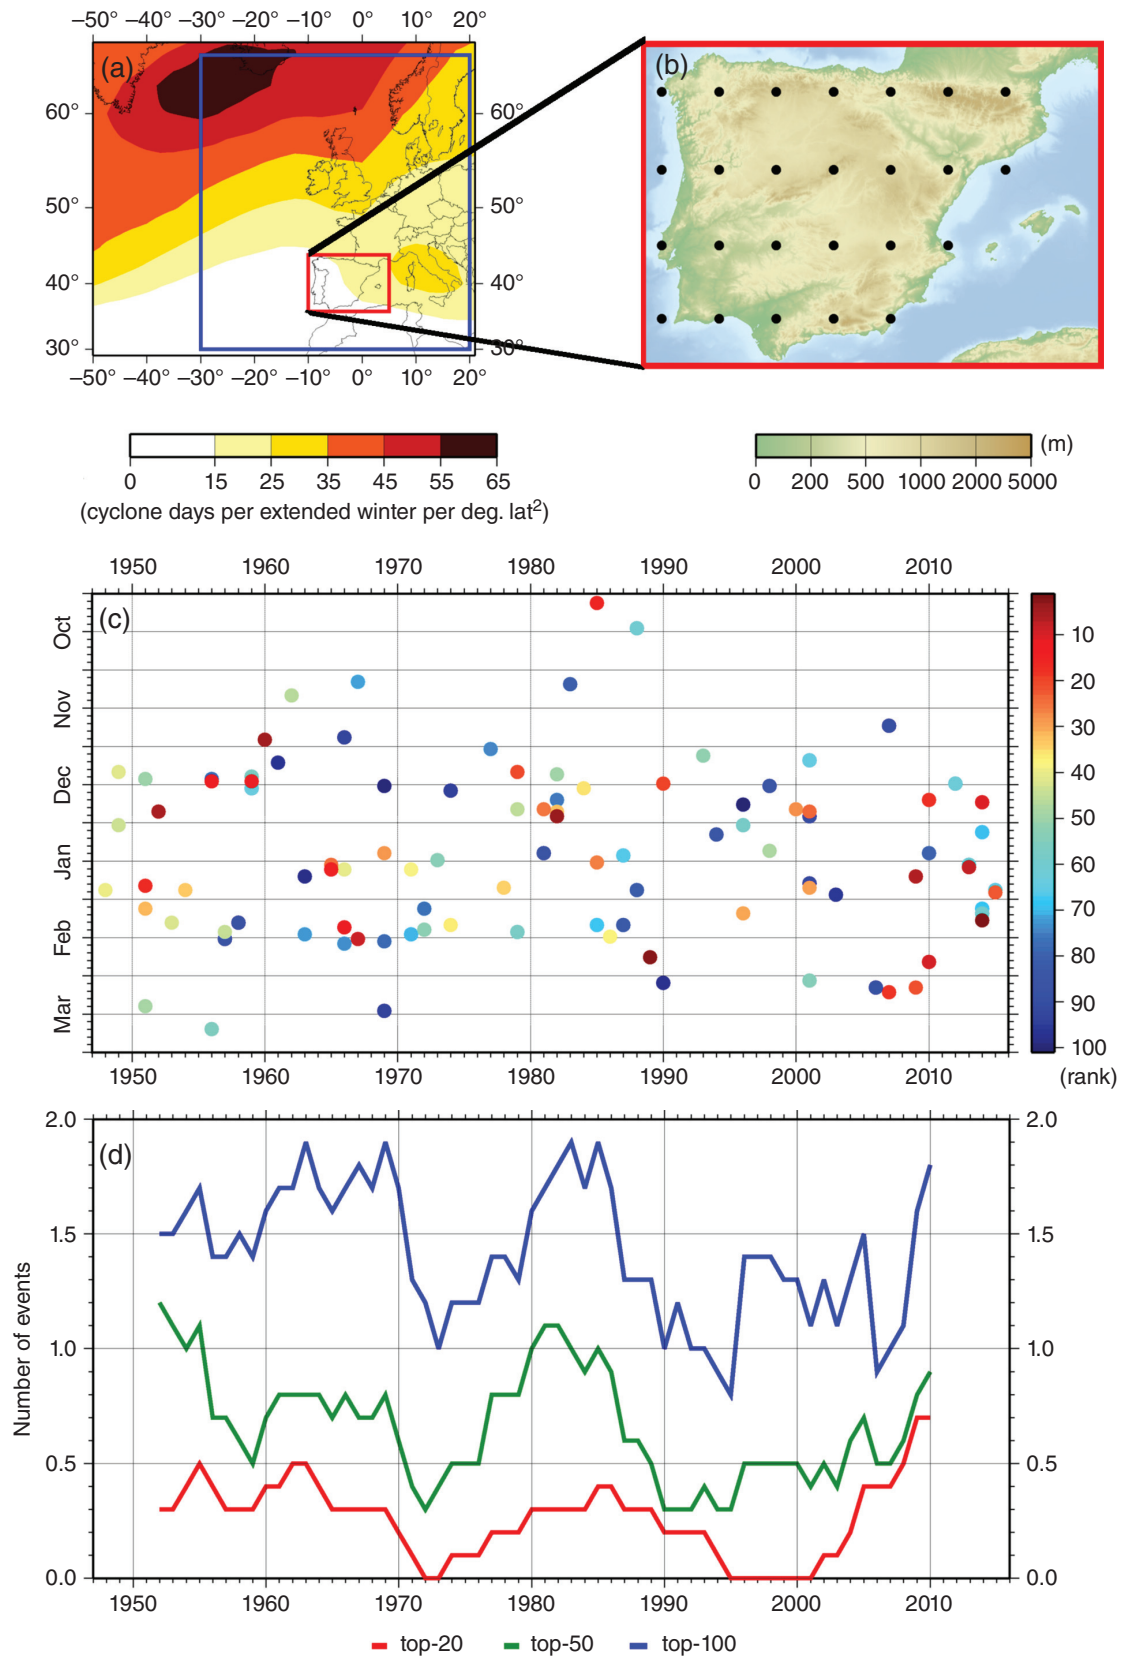 –50° –40° –30° –20° –10° 0° 10° 20°
(a)
(b)
60° 60°
50° 50°
40° 40°
30° 30°
–50° –40° –30° –20° –10° 0° 10° 20°
0 15 25 35 45 55 65
(cyclone days per extended winter per deg. lat²)
(m)
0 200 500 1000 2000 5000
1950 1960 1970 1980 1990 2000 2010
(c)
Oct
Nov
Dec
Jan
Feb
Mar
10
20
30
40
50
60
70
80
90
100
(rank)
1950 1960 1970 1980 1990 2000 2010
(d)
2.0 2.0
1.5 1.5
1.0 1.0
0.5 0.5
0.0 0.0
Number of events
1950 1960 1970 1980 1990 2000 2010
top-20 top-50 top-100